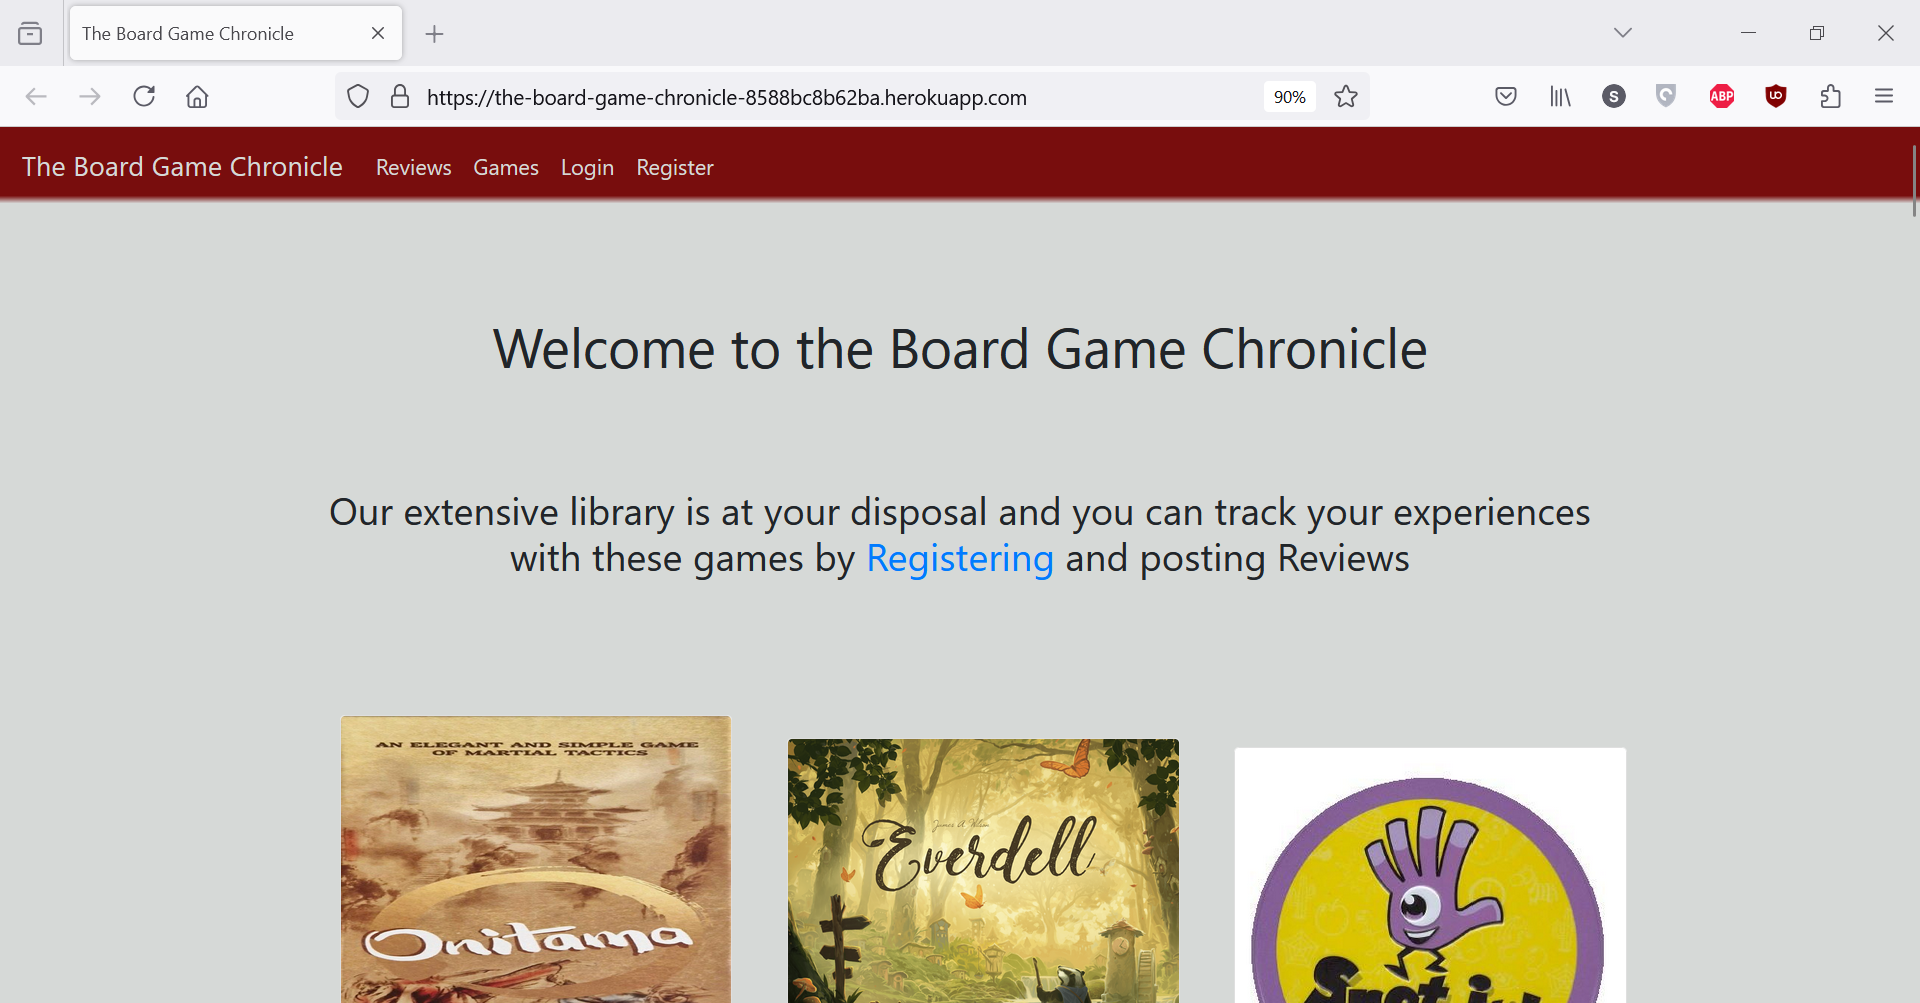 The Board Game Chronicle
https://the-board-game-chronicle-8588bc8b62ba.herokuapp.com
90%
S
ABP
The Board Game Chronicle Reviews Games Login Register
Welcome to the Board Game Chronicle
Our extensive library is at your disposal and you can track your experiences
with these games by Registering and posting Reviews
AN ELEGANT AND SIMPLE GAME
OF MARTIAL TACTICS
Onitama
James A Wilson
Everdell
Spot it!